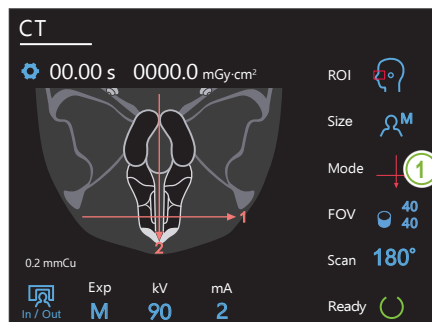 CT
00.00 s 0000.0 mGy·cm²
ROI
Size M
Mode 1
FOV 40
40
1
2
0.2 mmCu
Scan 180°
Exp kV mA
In / Out M 90 2
Ready